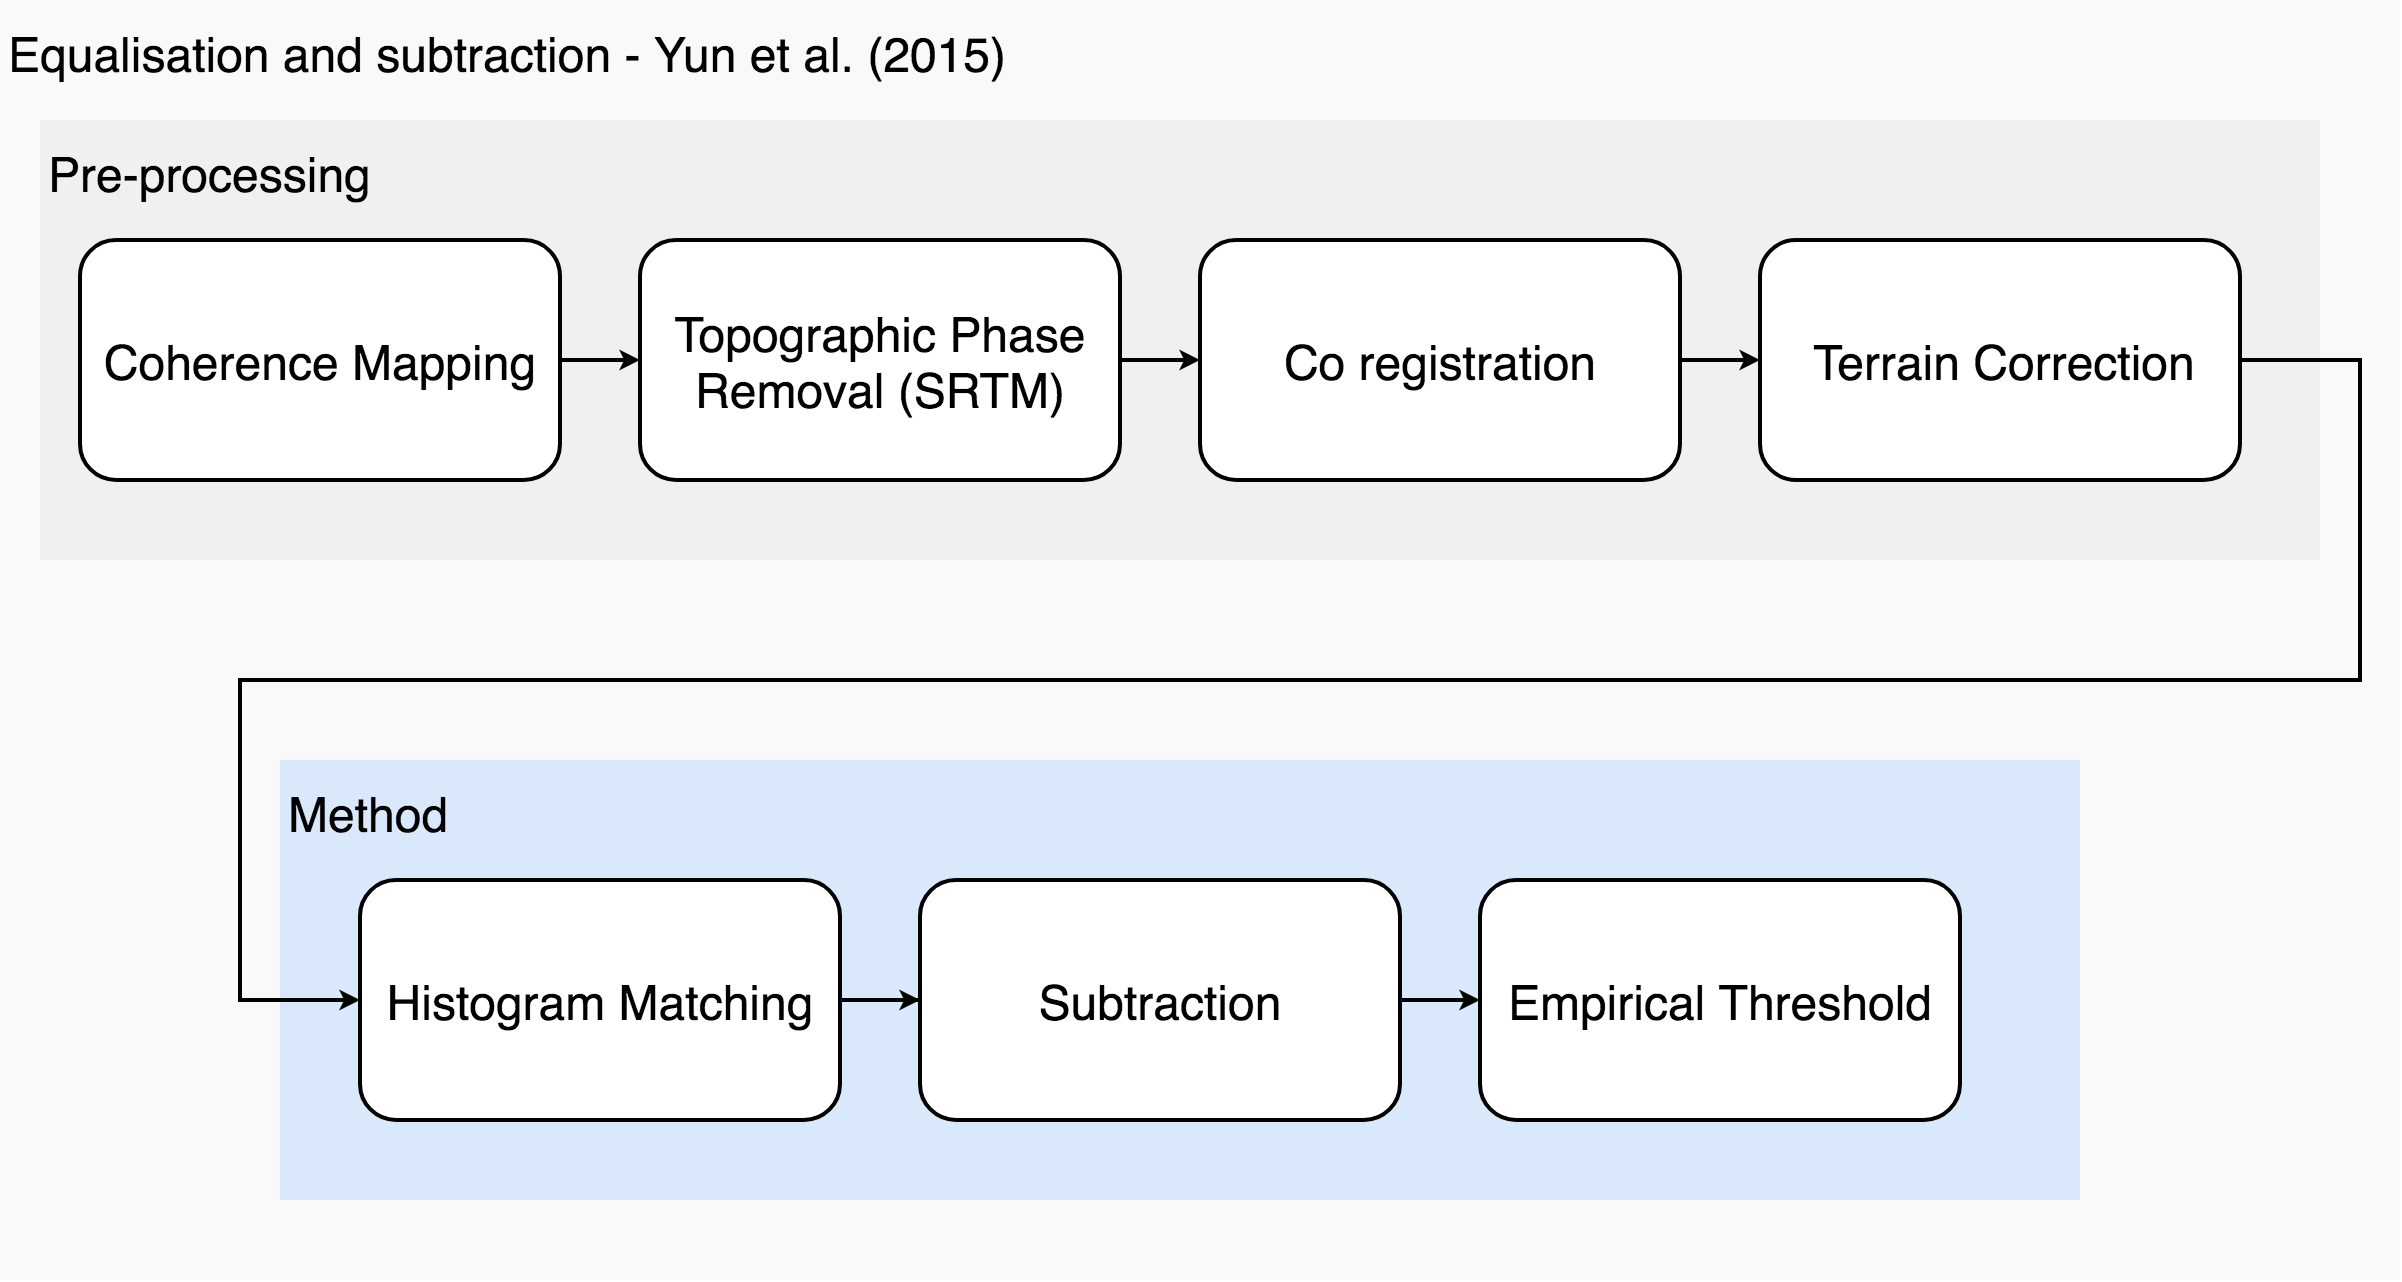 Equalisation and subtraction - Yun et al. (2015)
Pre-processing
Coherence Mapping
Topographic Phase
Removal (SRTM)
Co registration
Terrain Correction
Method
Histogram Matching
Subtraction
Empirical Threshold